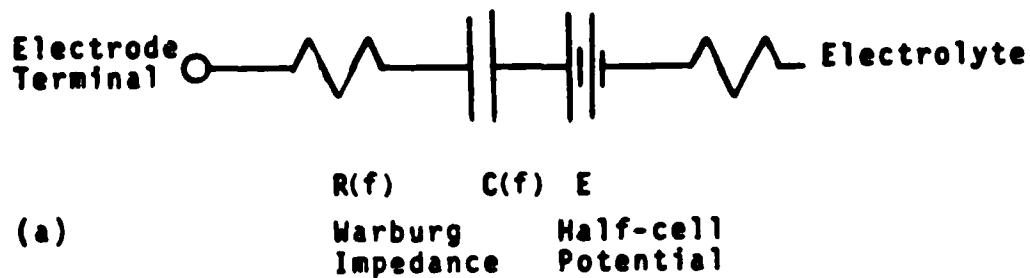 Electrode
Terminal
Electrolyte
R(f) C(f) E
(a)
Warburg Half-cell
Impedance Potential